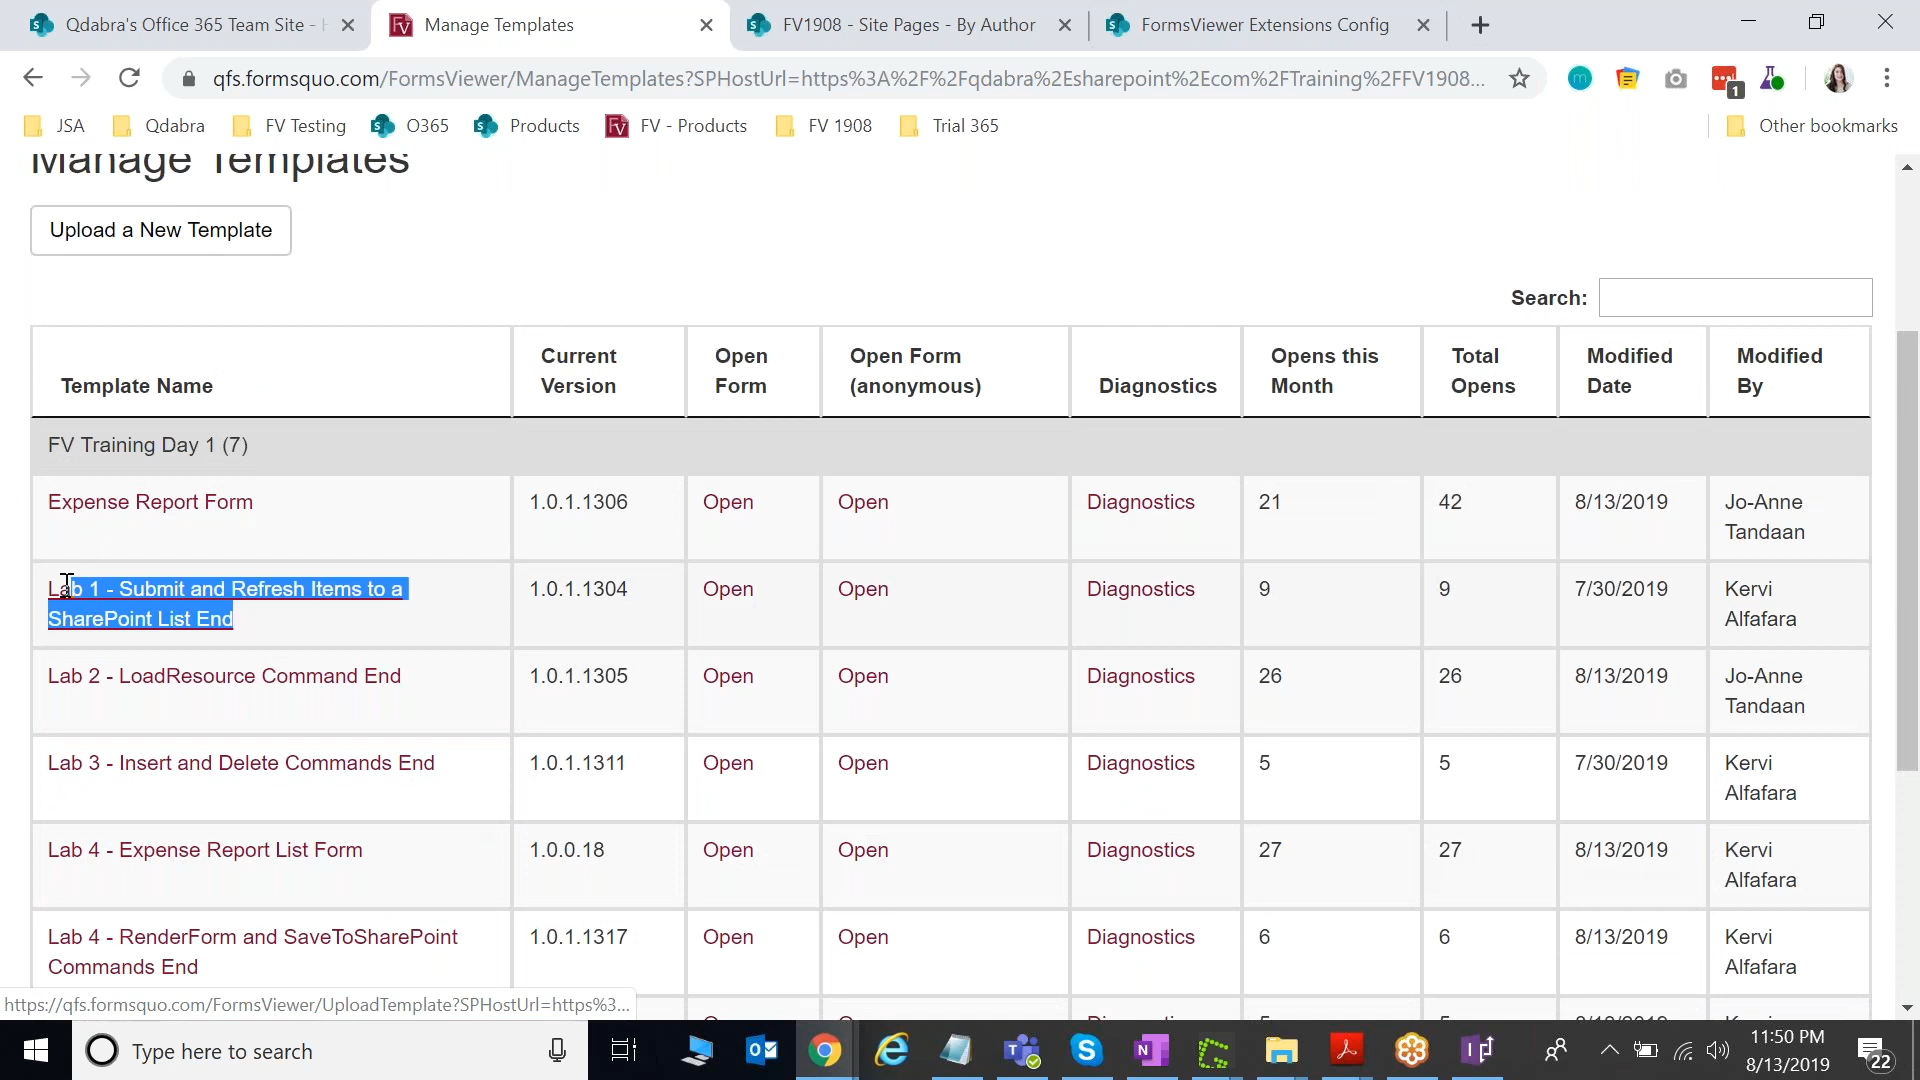 Qdabra's Office 365 Team Site - H
Manage Templates
FV1908 - Site Pages - By Author
FormsViewer Extensions Config
qfs.formsquo.com/FormsViewer/ManageTemplates?SPHostUrl=https%3A%2F%2Fqdabra%2Esharepoint%2Ecom%2FTraining%2FFV1908...
1
JSA
Qdabra
FV Testing
O365
Products
FV - Products
FV 1908
Trial 365
Other bookmarks
Manage Templates
Upload a New Template
Search:
Template Name
Current Version
Open Form
Open Form (anonymous)
Diagnostics
Opens this Month
Total Opens
Modified Date
Modified By
FV Training Day 1 (7)
Expense Report Form 1.0.1.1306 Open Open Diagnostics 21 42 8/13/2019 Jo-Anne
Tandaan
Lab 1 - Submit and Refresh Items to a 1.0.1.1304 Open Open Diagnostics 9 9 7/30/2019 Kervi
SharePoint List End Alfafara
Lab 2 - LoadResource Command End 1.0.1.1305 Open Open Diagnostics 26 26 8/13/2019 Jo-Anne
Tandaan
Lab 3 - Insert and Delete Commands End 1.0.1.1311 Open Open Diagnostics 5 5 7/30/2019 Kervi
Alfafara
Lab 4 - Expense Report List Form 1.0.0.18 Open Open Diagnostics 27 27 8/13/2019 Kervi
Alfafara
Lab 4 - RenderForm and SaveToSharePoint 1.0.1.1317 Open Open Diagnostics 6 6 8/13/2019 Kervi
Commands End Alfafara
https://qfs.formsquo.com/FormsViewer/UploadTemplate?SPHostUrl=https%3...
Type here to search
11:50 PM
8/13/2019
22